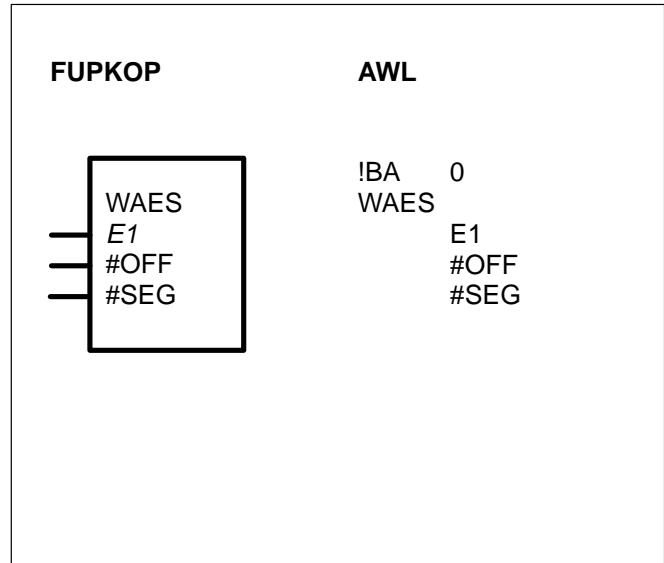 FUPKOP
WAES
E1
#OFF
#SEG
AWL
!BA 0
WAES
E1
#OFF
#SEG